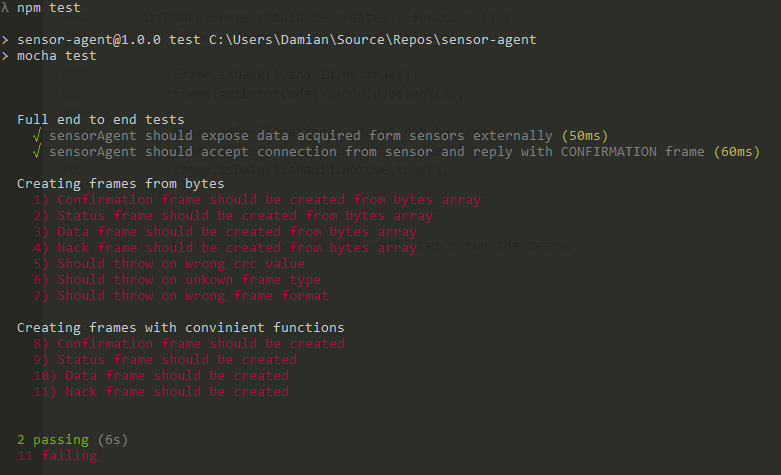 λ npm test
> sensor-agent@1.0.0 test C:\Users\Damian\Source\Repos\sensor-agent
> mocha test
Full end to end tests
√ sensorAgent should expose data acquired form sensors externally (50ms)
√ sensorAgent should accept connection from sensor and reply with CONFIRMATION frame (60ms)
Creating frames from bytes
1) Confirmation frame should be created from bytes array
2) Status frame should be created from bytes array
3) Data frame should be created from bytes array
4) Nack frame should be created from bytes array
5) Should throw on wrong crc value
6) Should throw on unkown frame type
7) Should throw on wrong frame format
Creating frames with convinient functions
8) Confirmation frame should be created
9) Status frame should be created
10) Data frame should be created
11) Nack frame should be created
2 passing (6s)
11 failing